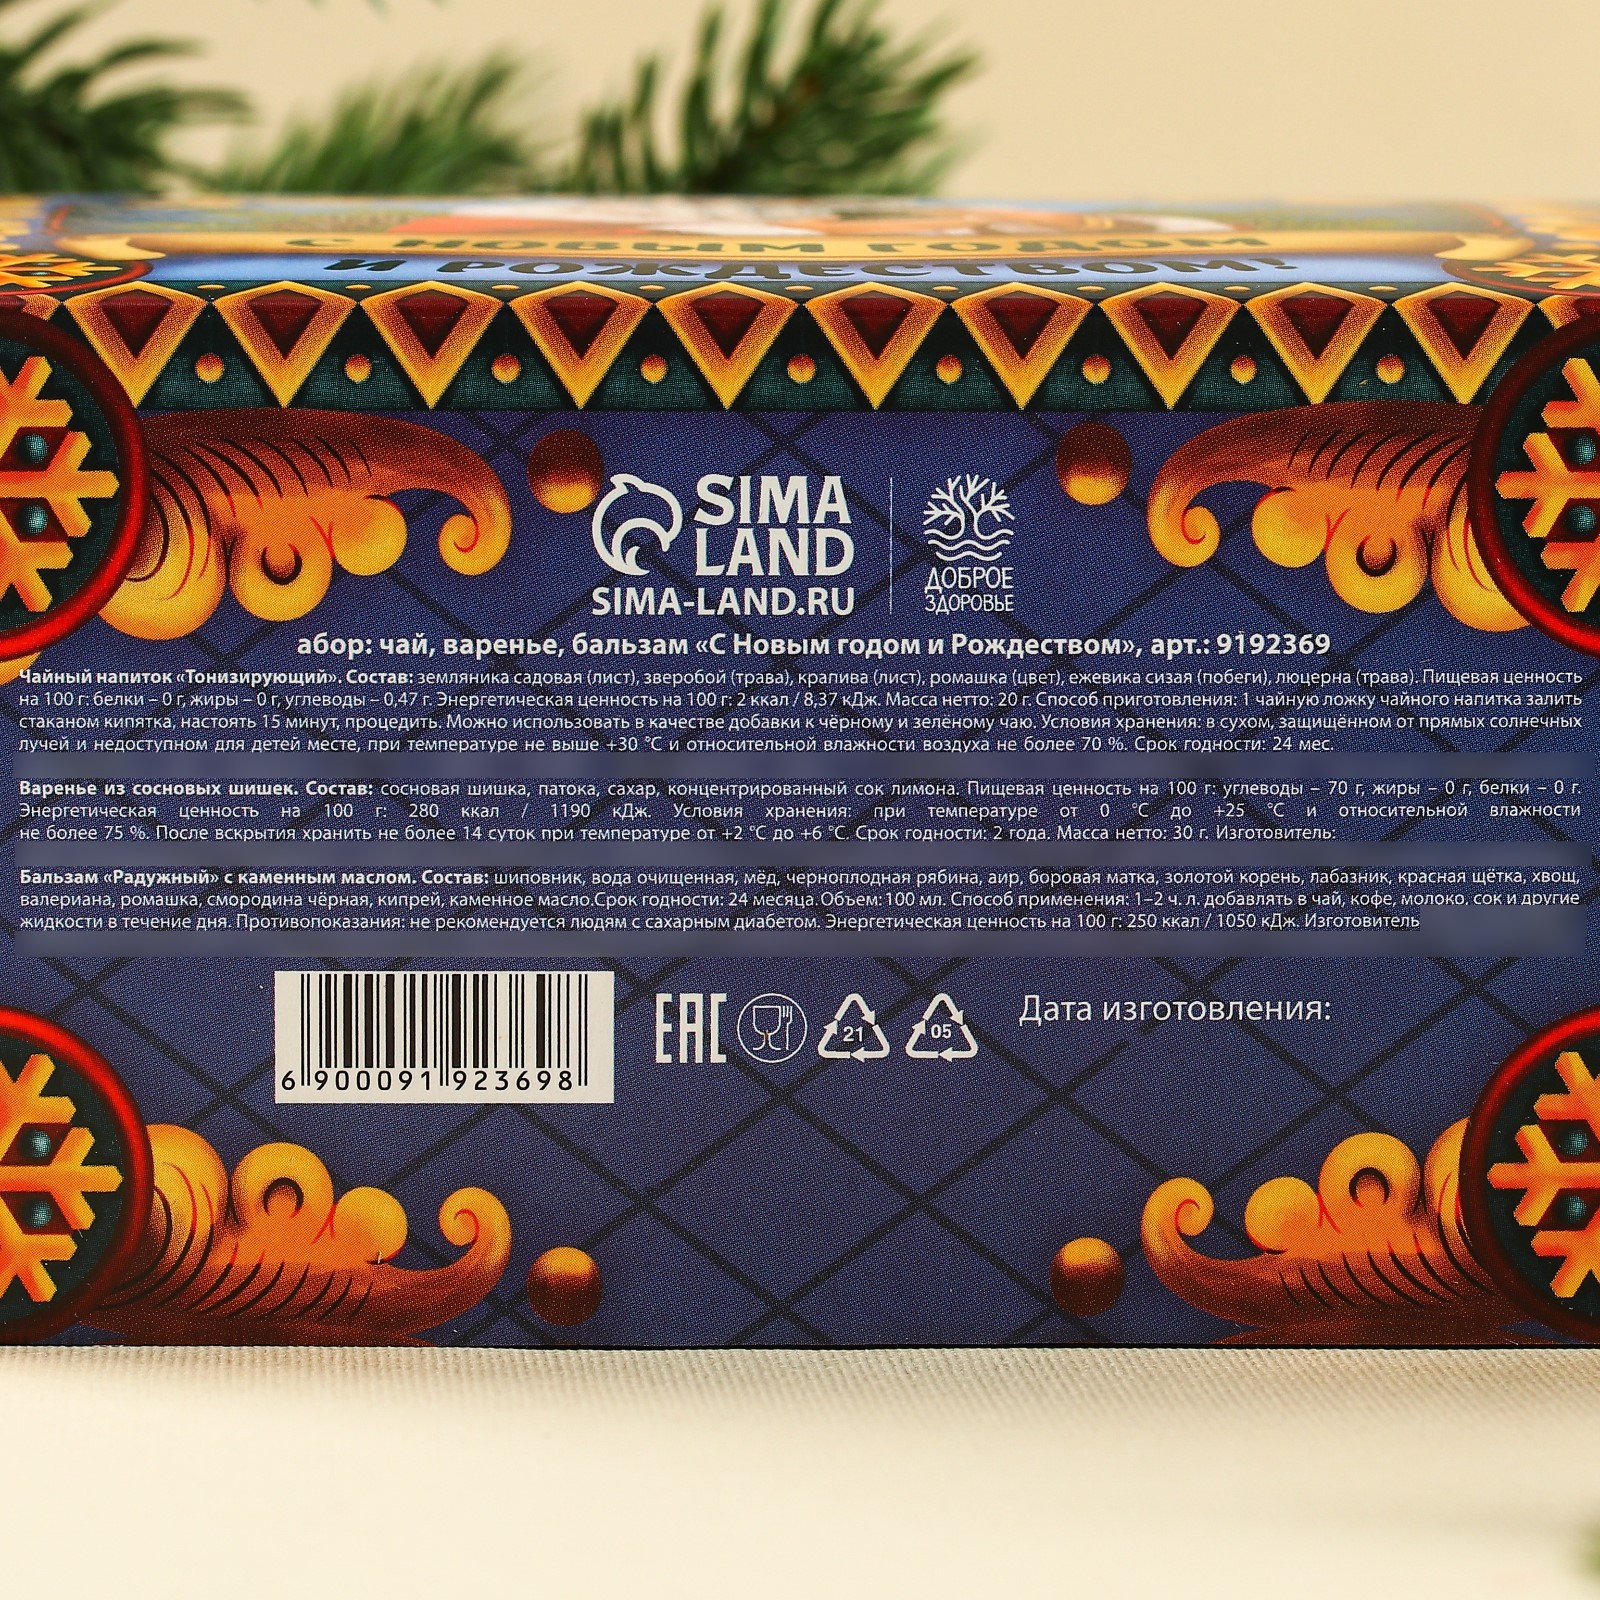 С НОВЫМ ГОДОМ
И РОЖДЕСТВОМ!
SIMA
LAND
SIMA-LAND.RU
ДОБРОЕ
ЗДОРОВЬЕ
абор: чай, варенье, бальзам «С Новым годом и Рождеством», арт.: 9192369
Чайный напиток «Тонизирующий». Состав: земляника садовая (лист), зверобой (трава), крапива (лист), ромашка (цвет), ежевика сизая (побеги), люцерна (трава). Пищевая ценность
на 100 г: белки – 0 г, жиры – 0 г, углеводы – 0,47 г. Энергетическая ценность на 100 г: 2 ккал / 8,37 кДж. Масса нетто: 20 г. Способ приготовления: 1 чайную ложку чайного напитка залить
стаканом кипятка, настоять 15 минут, процедить. Можно использовать в качестве добавки к чёрному и зелёному чаю. Условия хранения: в сухом, защищённом от прямых солнечных
лучей и недоступном для детей месте, при температуре не выше +30 °С и относительной влажности воздуха не более 70 %. Срок годности: 24 мес.
Варенье из сосновых шишек. Состав: сосновая шишка, патока, сахар, концентрированный сок лимона. Пищевая ценность на 100 г: углеводы – 70 г, жиры – 0 г, белки – 0 г.
Энергетическая ценность на 100 г: 280 ккал / 1190 кДж. Условия хранения: при температуре от 0 °С до +25 °С и относительной влажности
не более 75 %. После вскрытия хранить не более 14 суток при температуре от +2 °С до +6 °С. Срок годности: 2 года. Масса нетто: 30 г. Изготовитель:
Бальзам «Радужный» с каменным маслом. Состав: шиповник, вода очищенная, мёд, черноплодная рябина, аир, боровая матка, золотой корень, лабазник, красная щётка, хвощ,
валериана, ромашка, смородина чёрная, кипрей, каменное масло.Срок годности: 24 месяца.Объем: 100 мл. Способ применения: 1–2 ч. л. добавлять в чай, кофе, молоко, сок и другие
жидкости в течение дня. Противопоказания: не рекомендуется людям с сахарным диабетом. Энергетическая ценность на 100 г: 250 ккал / 1050 кДж. Изготовитель
EAC
21
05
Дата изготовления:
6 900091 923698